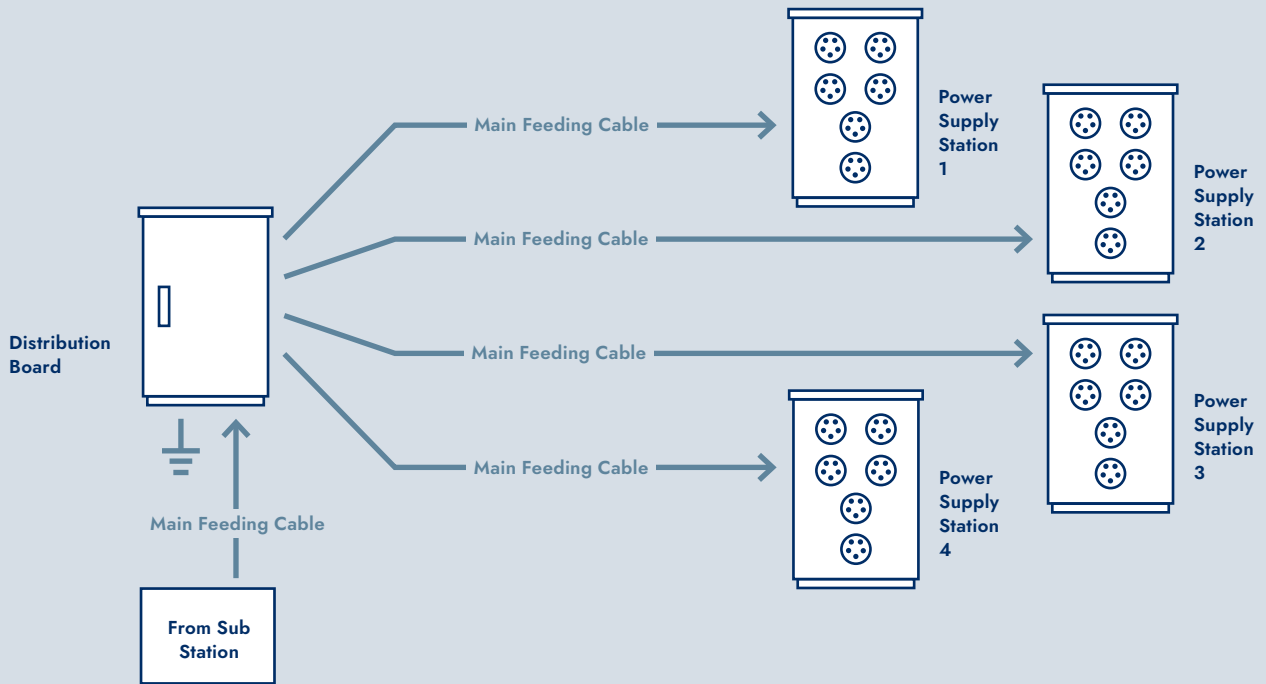 Power
Supply
Station
1
Main Feeding Cable
Power
Supply
Station
2
Main Feeding Cable
Distribution
Board
Main Feeding Cable
Power
Supply
Station
3
Main Feeding Cable
Power
Supply
Station
4
Main Feeding Cable
From Sub
Station